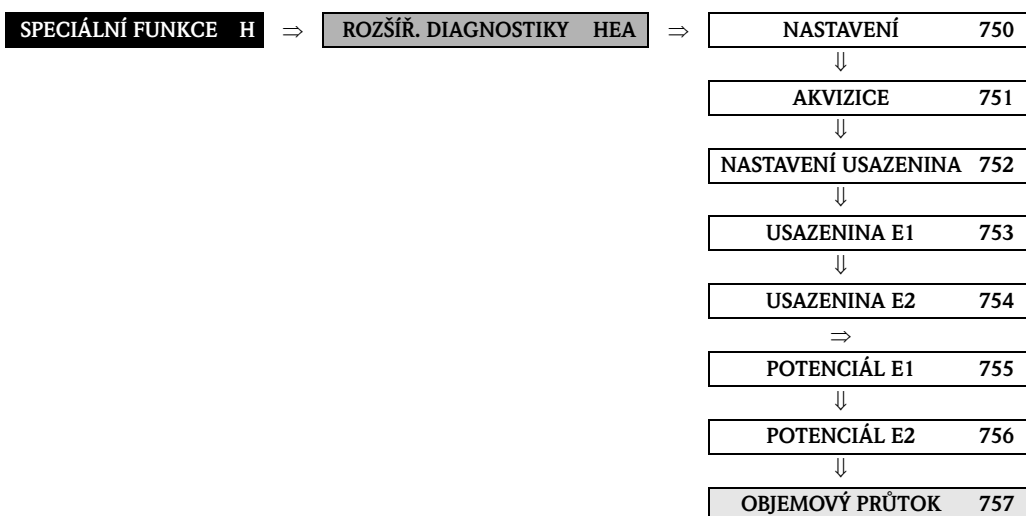 SPECIÁLNÍ FUNKCE H ⇒ ROZŠÍŘ. DIAGNOSTIKY HEA ⇒ NASTAVENÍ 750
⇓
AKVIZICE 751
⇓
NASTAVENÍ USAZENINA 752
⇓
USAZENINA E1 753
⇓
USAZENINA E2 754
⇒
POTENCIÁL E1 755
⇓
POTENCIÁL E2 756
⇓
OBJEMOVÝ PRŮTOK 757